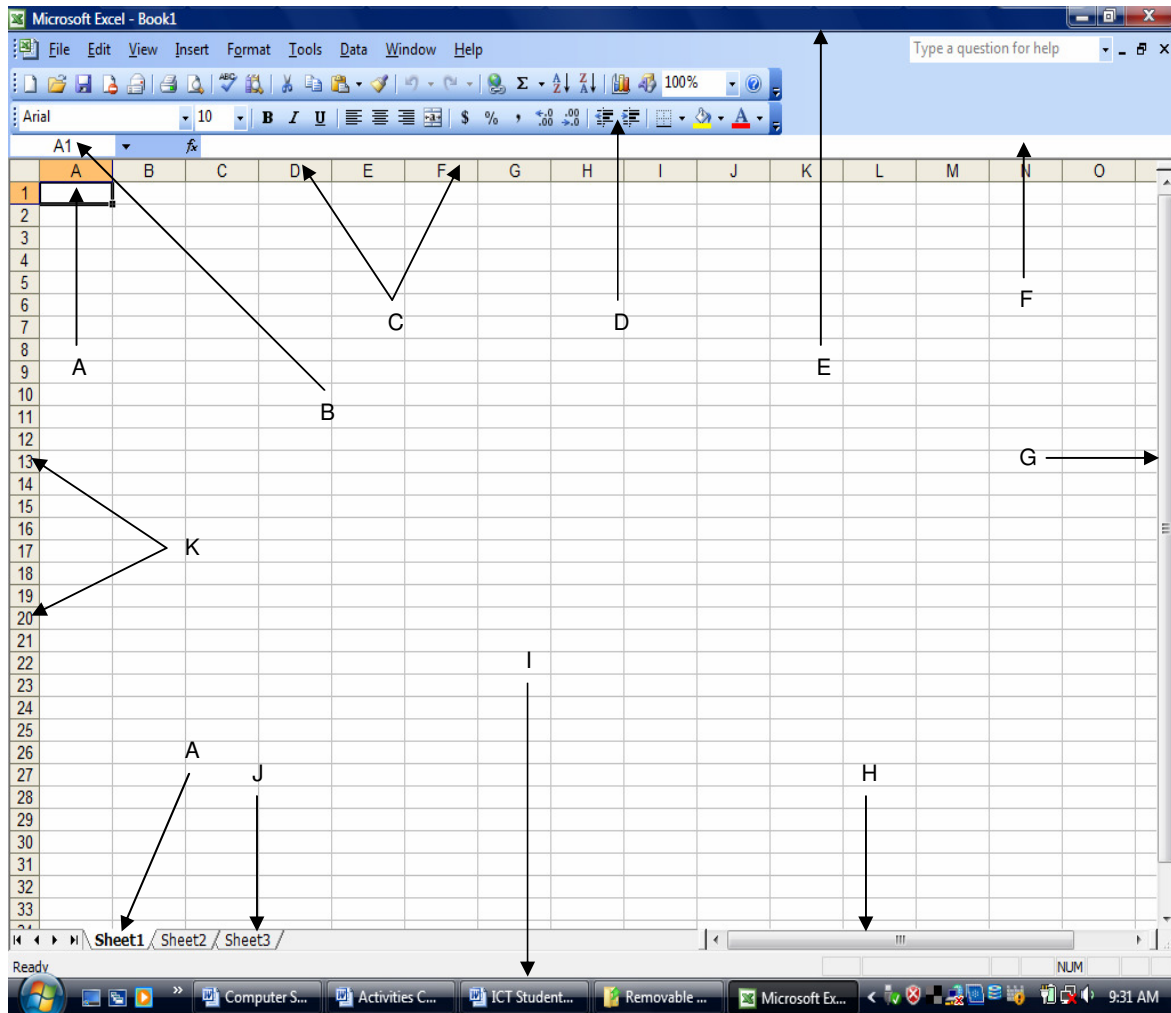 Microsoft Excel - Book1
File Edit View Insert Format Tools Data Window Help Type a question for help
100%
Arial 10 B I U $ % ,
A1 fx
A B C D E F G H I J K L M N O
1
2
3
4
5
6 F
7 C D
8
9 A E
10
11 B
12
13 G
14
15
16
17 K
18
19
20
21
22 I
23
24
25
26 A
27 J H
28
29
30
31
32
33
34
Sheet1 Sheet2 Sheet3
Ready NUM
Computer S... Activities C... ICT Student... Removable ... Microsoft Ex... 9:31 AM